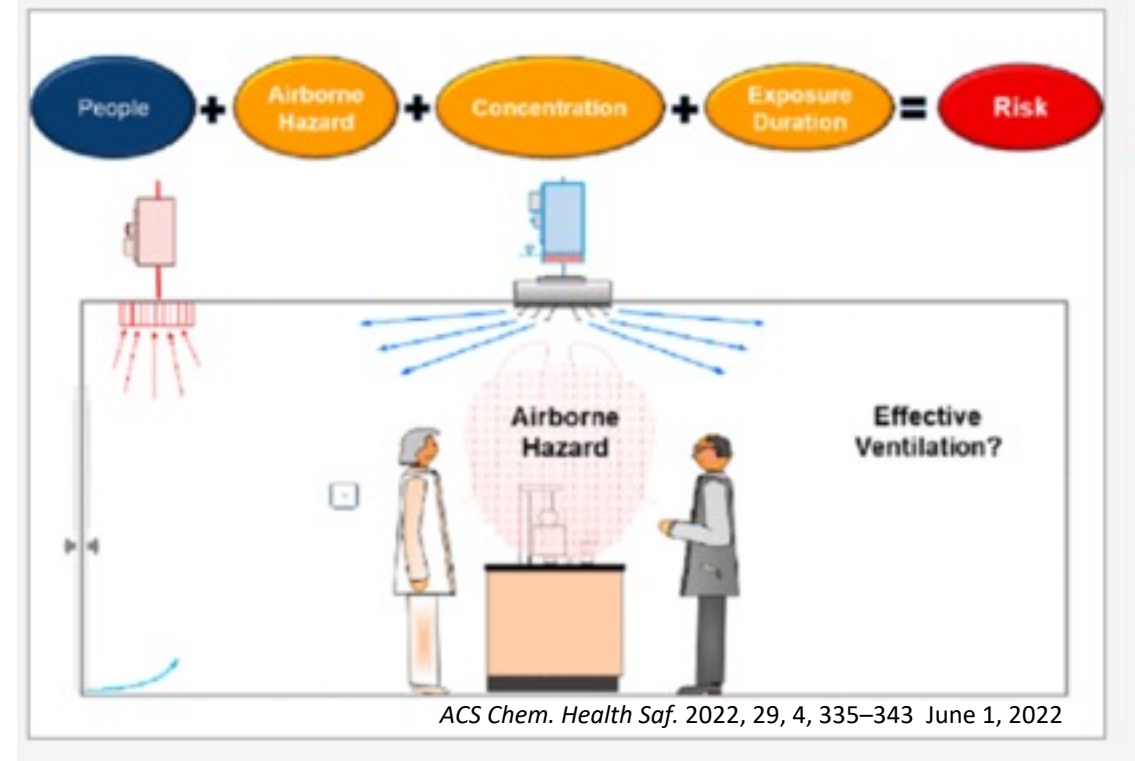 People + Airborne Hazard + Concentration + Exposure Duration = Risk
Airborne
Hazard
Effective
Ventilation?
ACS Chem. Health Saf. 2022, 29, 4, 335–343 June 1, 2022